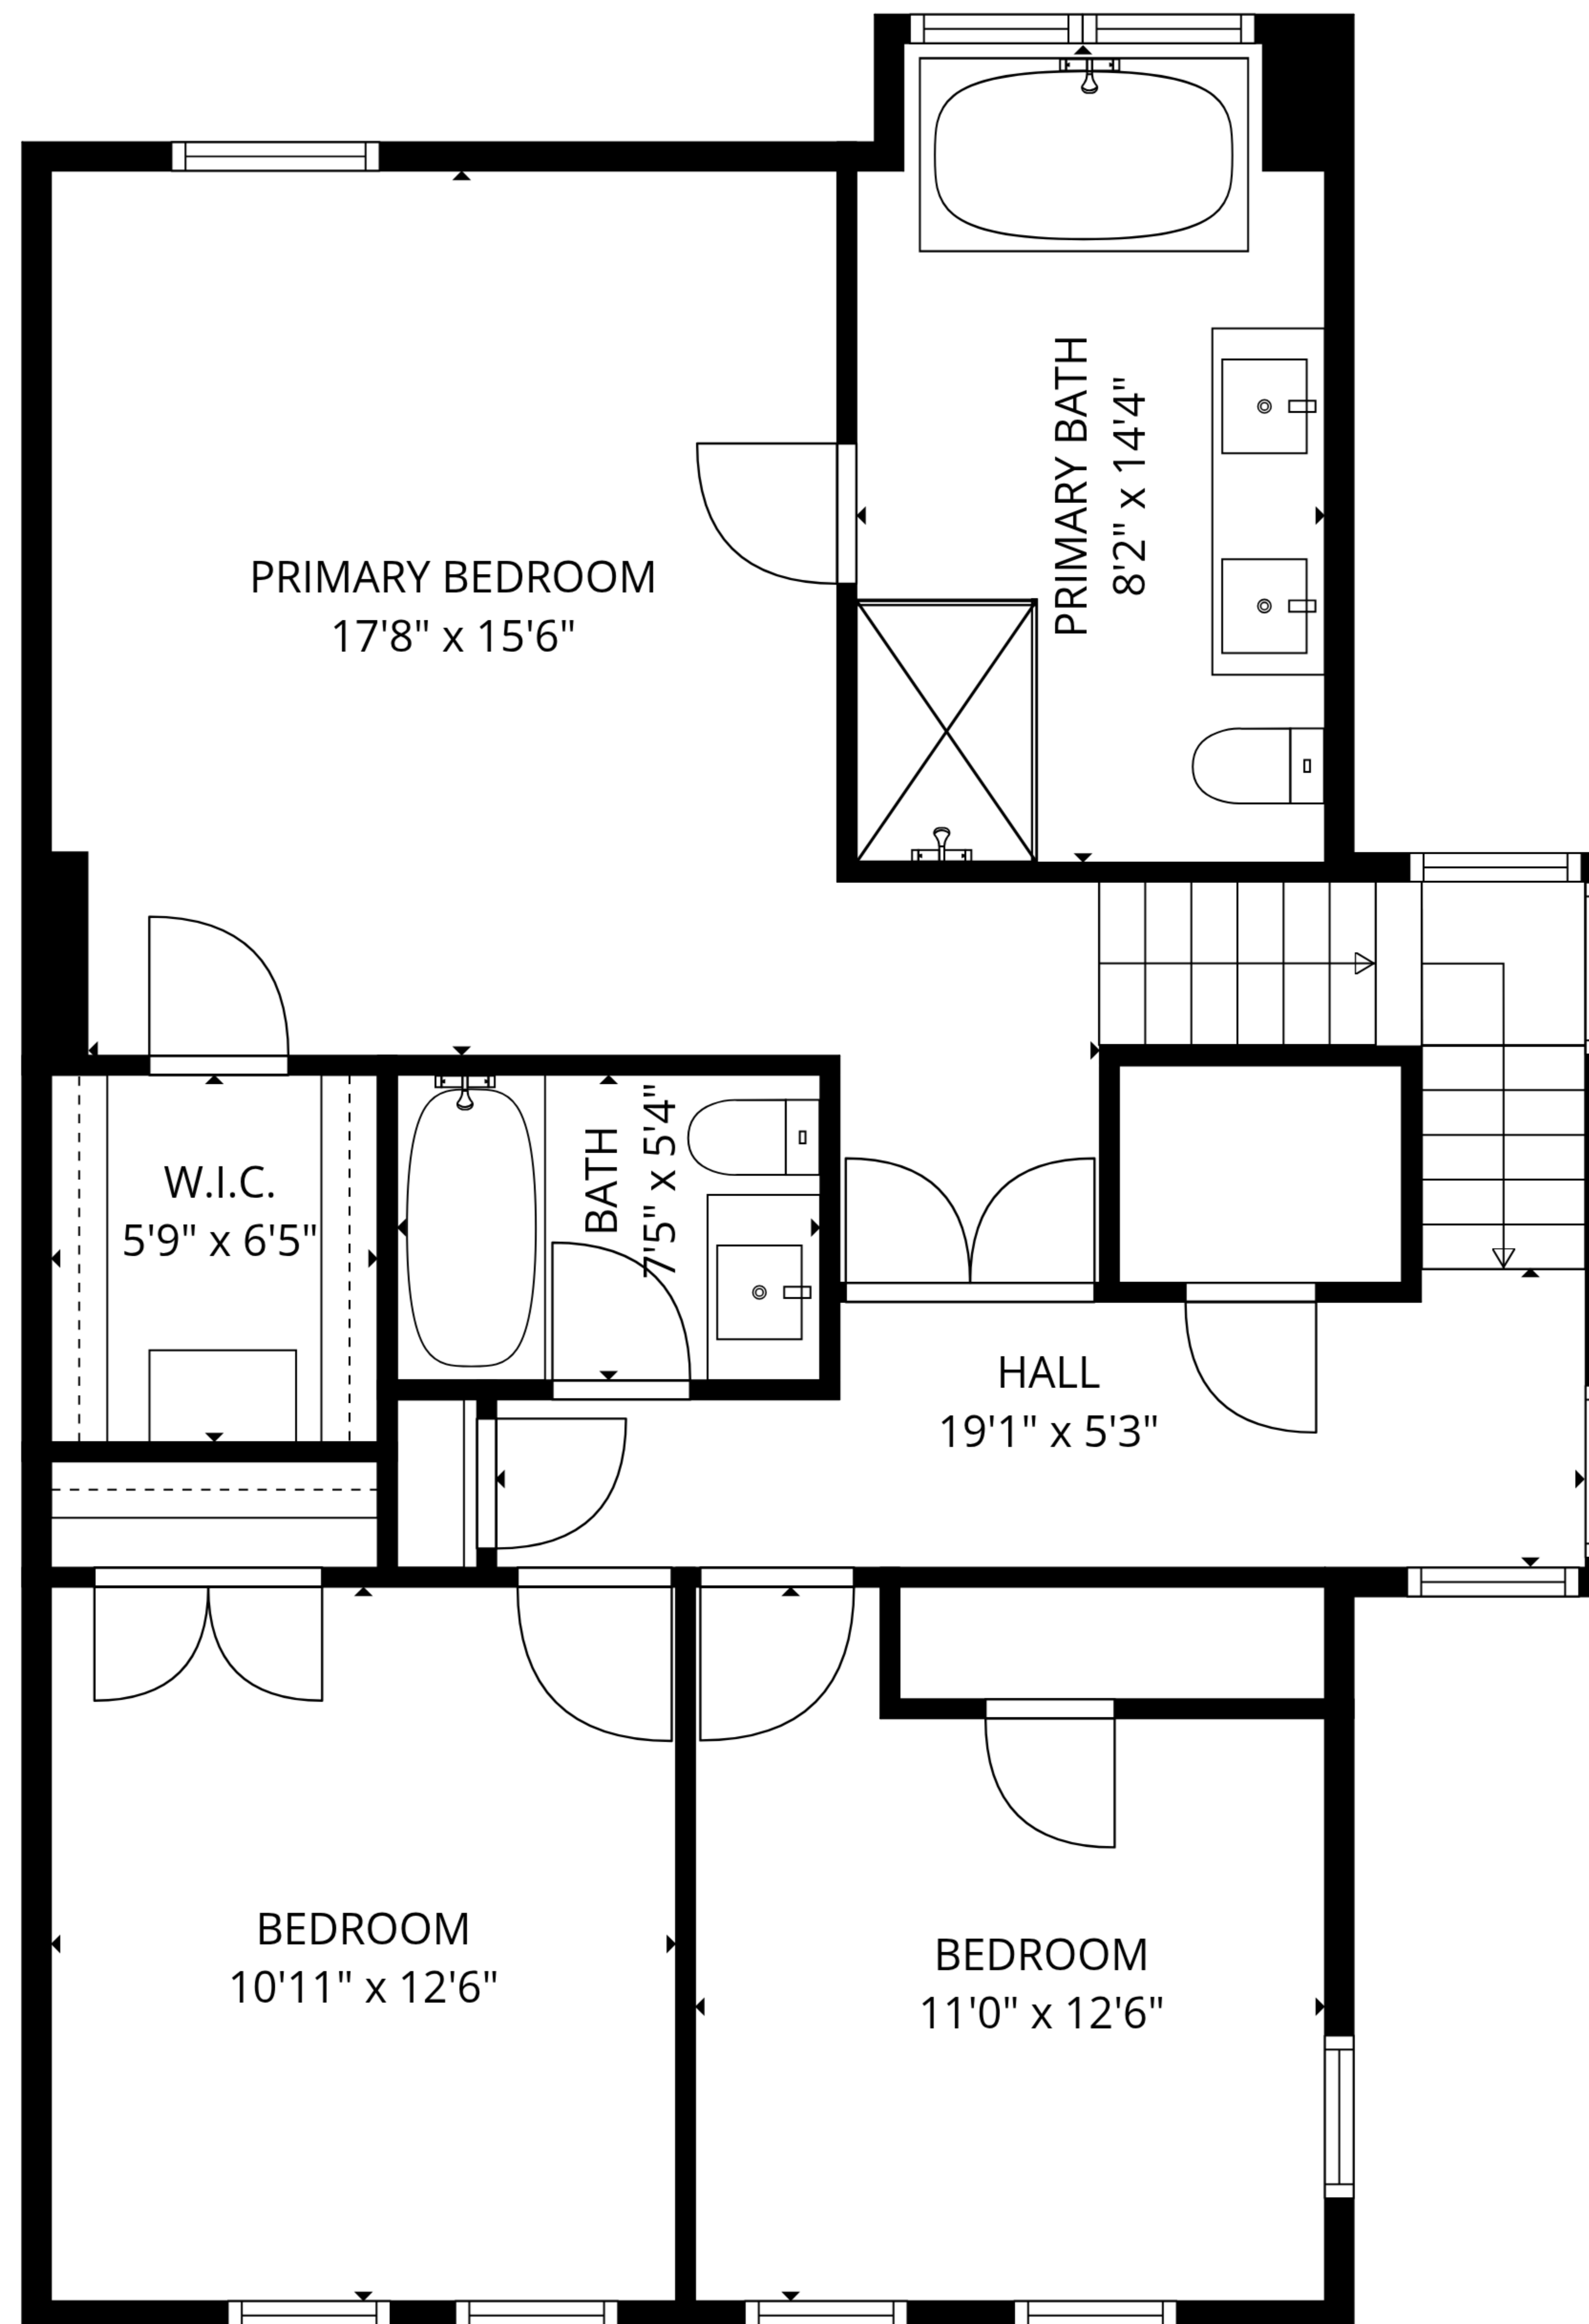 PRIMARY BATH
8'2" x 14'4"
PRIMARY BEDROOM
17'8" x 15'6"
W.I.C.
5'9" x 6'5"
BATH
7'5" x 5'4"
HALL
19'1" x 5'3"
BEDROOM
10'11" x 12'6"
BEDROOM
11'0" x 12'6"